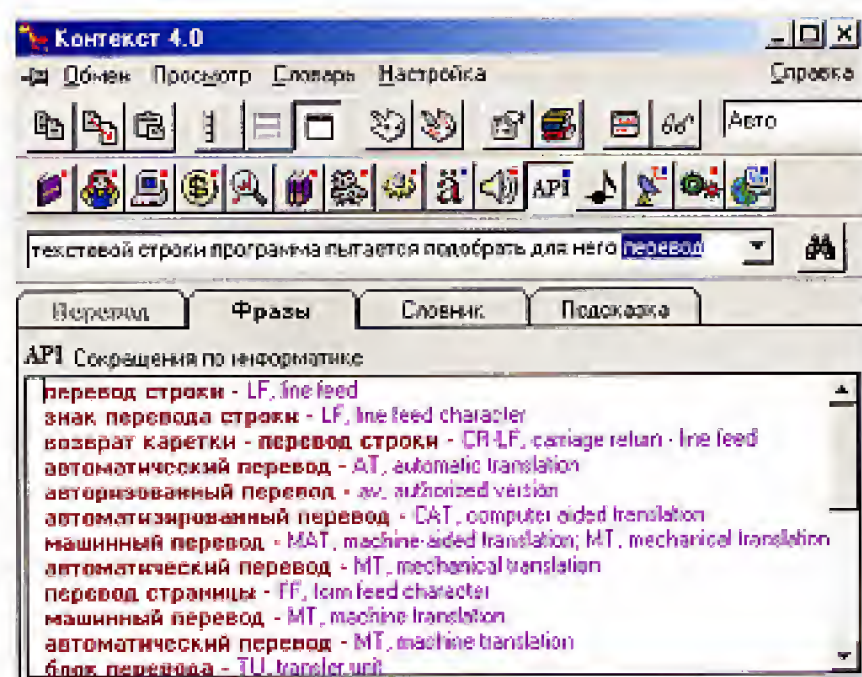 Контекст 4.0
Обмен Просмотр Словарь Настройка Справка
Авто
ä API
текстовой строки программа пытается подобрать для него перевод
Перевод Фразы Словник Подсказка
API Сокращения по информатике
перевод строки - LF, line feed
знак перевода строки - LF, line feed character
возврат каретки - перевод строки - CR-LF, carriage return - line feed
автоматический перевод - AT, automatic translation
авторизованный перевод - av, authorized version
автоматизированный перевод - CAT, computer aided translation
машинный перевод - MAT, machine-aided translation; MT, mechanical translation
автоматический перевод - MT, mechanical translation
перевод страницы - FF, form feed character
машинный перевод - MT, machine translation
автоматический перевод - MT, machine translation
блок перевода - TU, transfer unit